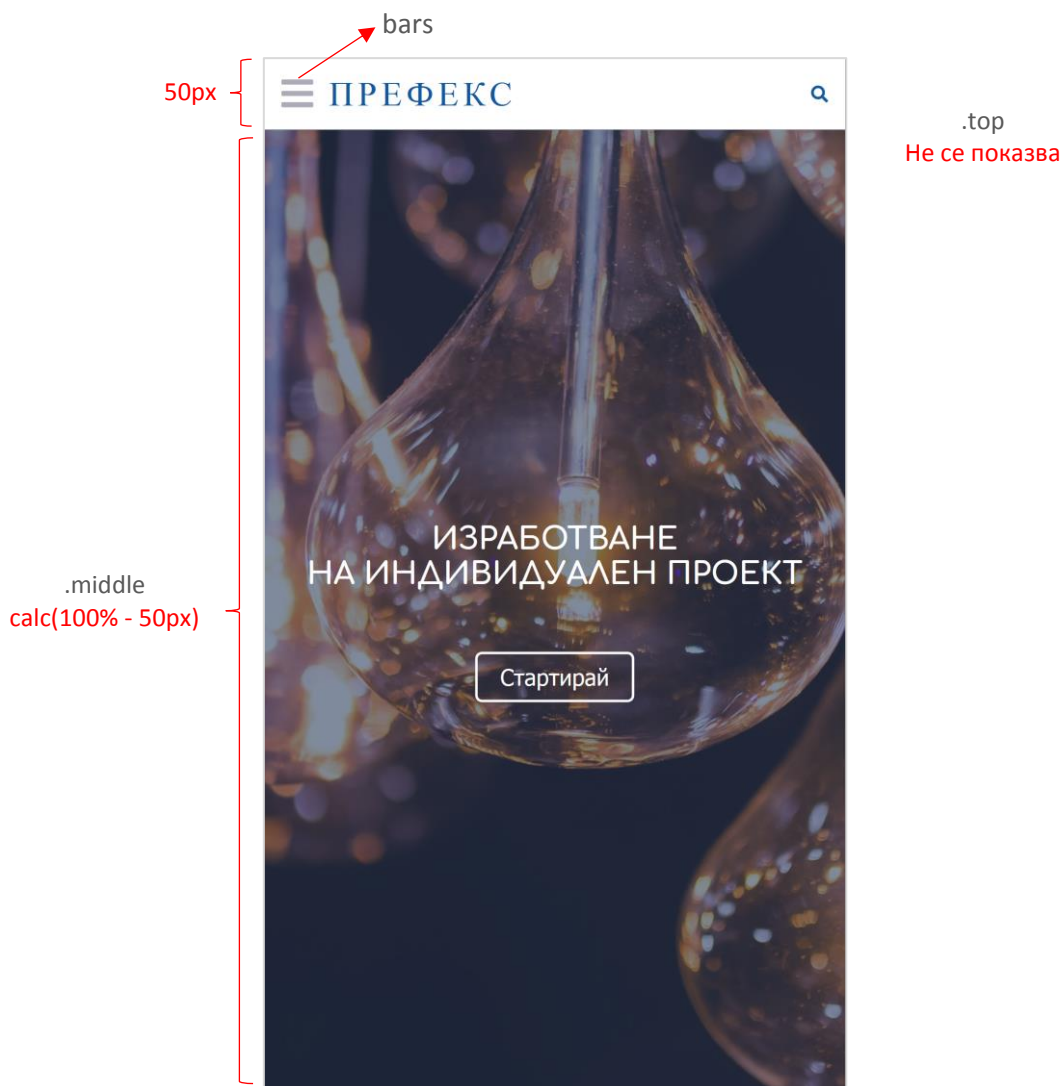 bars
50px
ПРЕФЕКС
.top
Не се показва
ИЗРАБОТВАНЕ
НА ИНДИВИДУАЛЕН ПРОЕКТ
.middle
calc(100% - 50px)
Стартирай